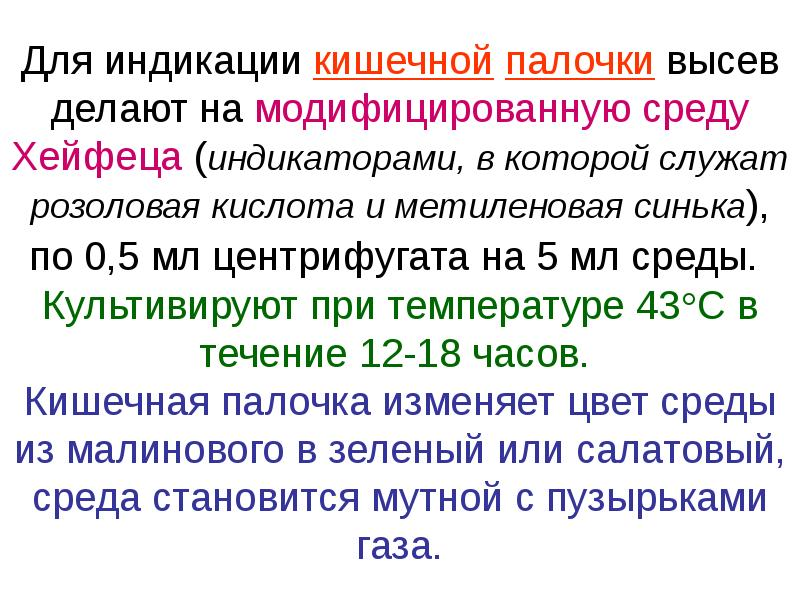 Для индикации кишечной палочки высев
делают на модифицированную среду
Хейфеца (индикаторами, в которой служат
розоловая кислота и метиленовая синька),
по 0,5 мл центрифугата на 5 мл среды.
Культивируют при температуре 43°С в
течение 12-18 часов.
Кишечная палочка изменяет цвет среды
из малинового в зеленый или салатовый,
среда становится мутной с пузырьками
газа.